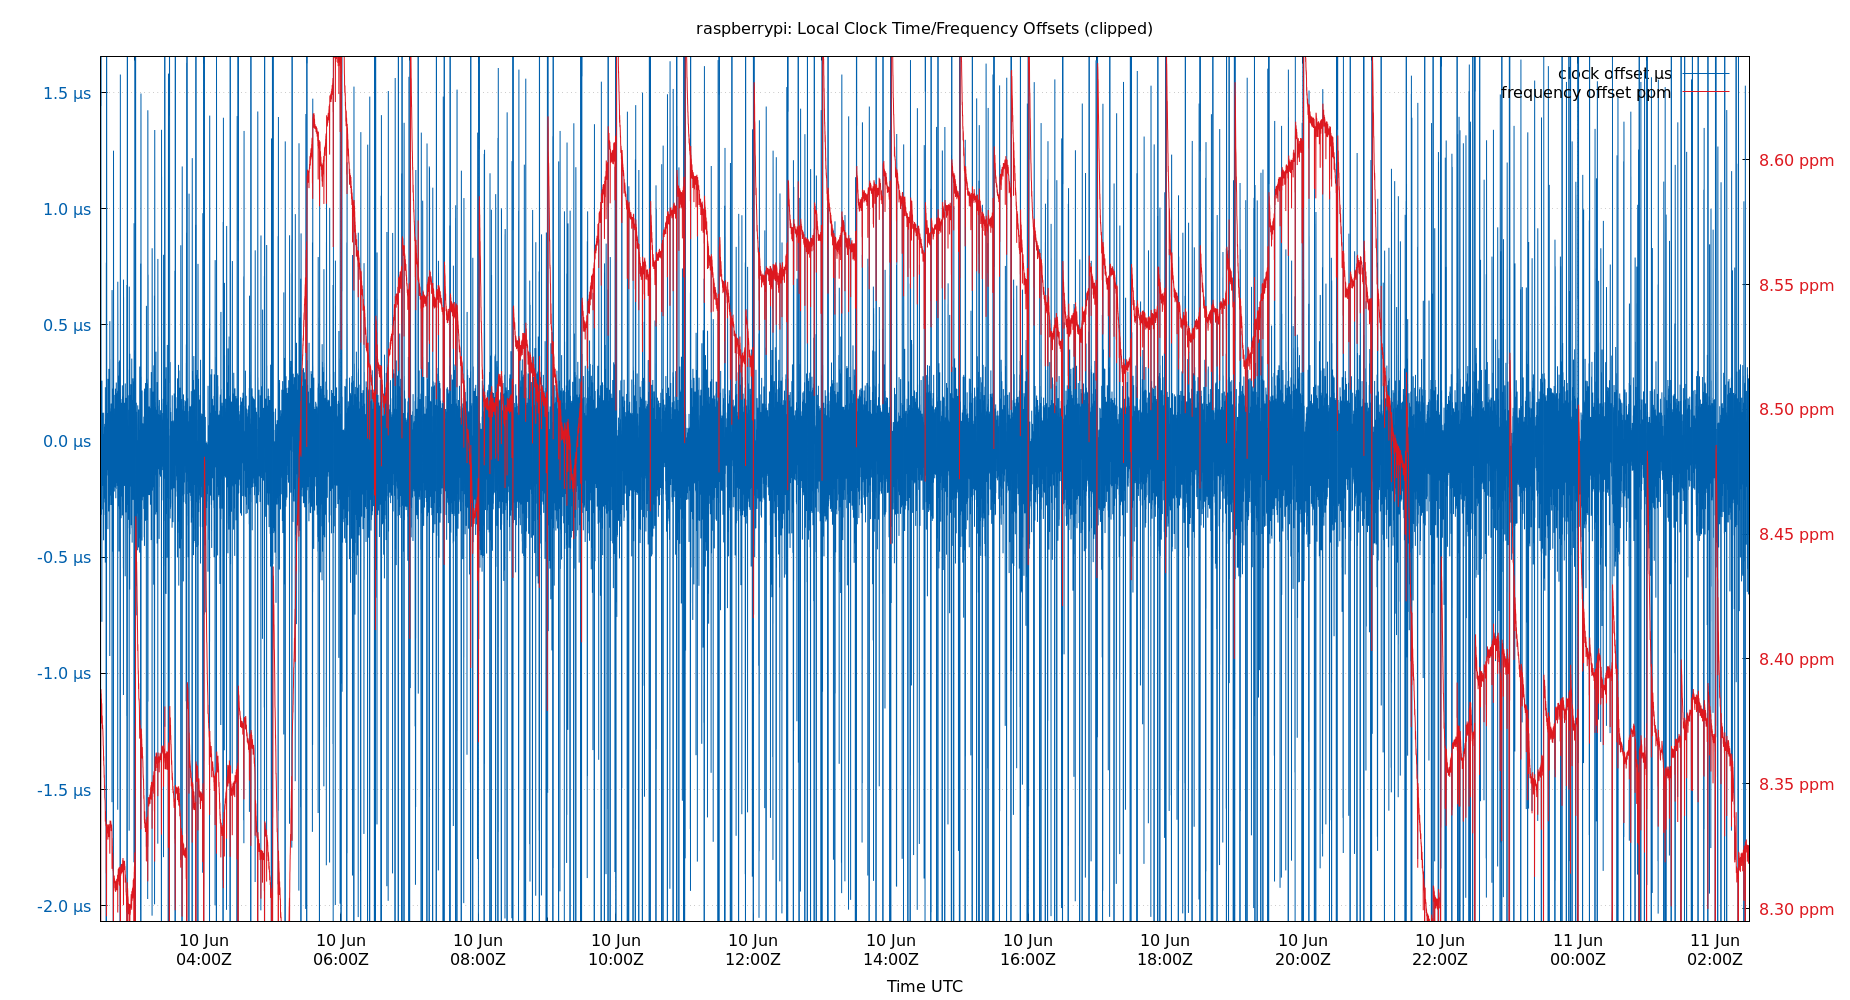 raspberrypi: Local Clock Time/Frequency Offsets (clipped)
clock offset µs
frequency offset ppm
1.5 µs
1.0 µs
0.5 µs
0.0 µs
-0.5 µs
-1.0 µs
-1.5 µs
-2.0 µs
8.60 ppm
8.55 ppm
8.50 ppm
8.45 ppm
8.40 ppm
8.35 ppm
8.30 ppm
10 Jun 10 Jun 10 Jun 10 Jun 10 Jun 10 Jun 10 Jun 10 Jun 10 Jun 10 Jun 11 Jun 11 Jun
04:00Z 06:00Z 08:00Z 10:00Z 12:00Z 14:00Z 16:00Z 18:00Z 20:00Z 22:00Z 00:00Z 02:00Z
Time UTC